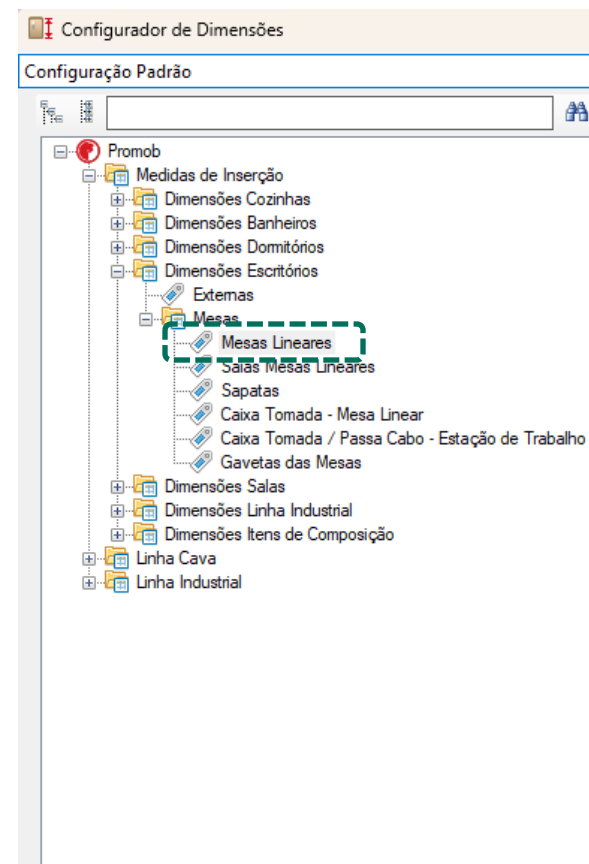 Configurador de Dimensões
Configuração Padrão
Promob
Medidas de Inserção
Dimensões Cozinhas
Dimensões Banheiros
Dimensões Dormitórios
Dimensões Escritórios
Externas
Mesas
Mesas Lineares
Saias Mesas Lineares
Sapatas
Caixa Tomada - Mesa Linear
Caixa Tomada / Passa Cabo - Estação de Trabalho
Gavetas das Mesas
Dimensões Salas
Dimensões Linha Industrial
Dimensões Itens de Composição
Linha Cava
Linha Industrial